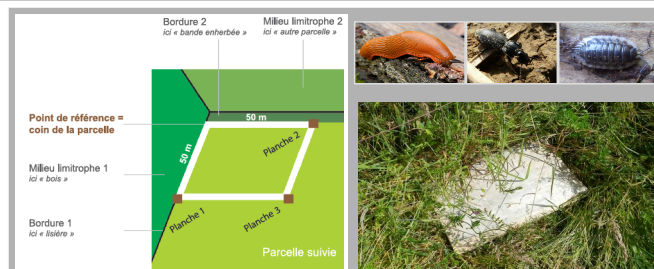 Bordure 2
ici « bande enherbée »
Milieu limitrophe 2
ici « autre parcelle »
Point de référence =
coin de la parcelle
50 m
50 m
Planche 2
Milieu limitrophe 1
ici « bois »
Planche 1
Planche 3
Bordure 1
ici « lisière »
Parcelle suivie